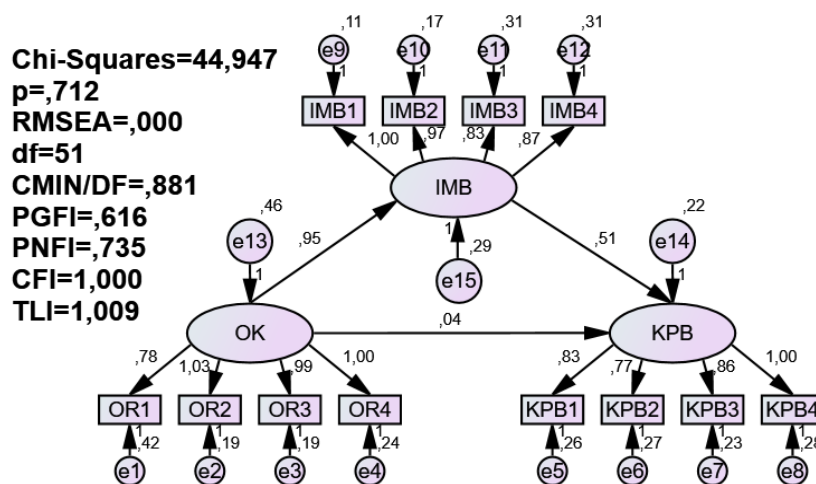 Chi-Squares=44,947
p=,712
RMSEA=,000
df=51
CMIN/DF=,881
PGFI=,616
PNFI=,735
CFI=1,000
TLI=1,009
,11 ,17 ,31 ,31
e9 e10 e11 e12
1 1 1 1
IMB1 IMB2 IMB3 IMB4
1,00 ,97 ,83 ,87
IMB
,46 ,22
e13 ,95 1 ,29 ,51 e14
1 e15 1
OK ,04 KPB
,78 1,03 ,99 1,00 ,83 ,77 ,86 1,00
OR1 OR2 OR3 OR4 KPB1 KPB2 KPB3 KPB4
1 1 1 1 1 1 1 1
,42 ,19 ,19 ,24 ,26 ,27 ,23 ,28
e1 e2 e3 e4 e5 e6 e7 e8